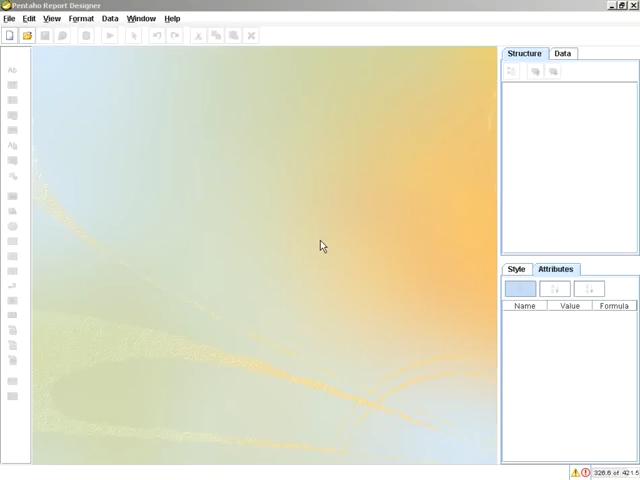 Pentaho Report Designer
File Edit View Format Data Window Help
Structure Data
Style Attributes
Name Value Formula
326.6 of 421.5